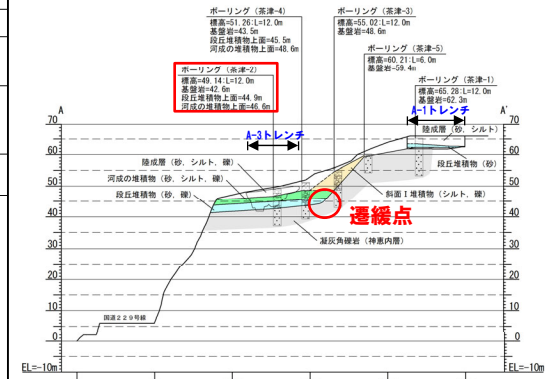 ボーリング (茶津-4)
標高=51.26:L=12.0m
基盤岩=43.5m
段丘堆積物上面=45.5m
河成の堆積物上面=48.6m
ボーリング (茶津-3)
標高=55.02:L=12.0m
基盤岩=48.6m
ボーリング (茶津-5)
標高=60.21:L=6.0m
基盤岩=59.4m
ボーリング (茶津-2)
標高=49.14:L=12.0m
基盤岩=42.6m
段丘堆積物上面=44.9m
河成の堆積物上面=46.6m
ボーリング (茶津-1)
標高=65.28:L=12.0m
基盤岩=62.3m
A
A'
A-1トレンチ
A-3トレンチ
70
60
50
40
30
20
10
0
EL=-10m
陸成層 (砂、シルト)
段丘堆積物 (砂)
陸成層 (砂、シルト、礫)
河成の堆積物 (砂、シルト、礫)
段丘堆積物 (砂、礫)
斜面Ⅰ堆積物 (シルト、礫)
遷緩点
凝灰角礫岩 (神恵内層)
国道229号線
70
60
50
40
30
20
10
0
EL=-10m